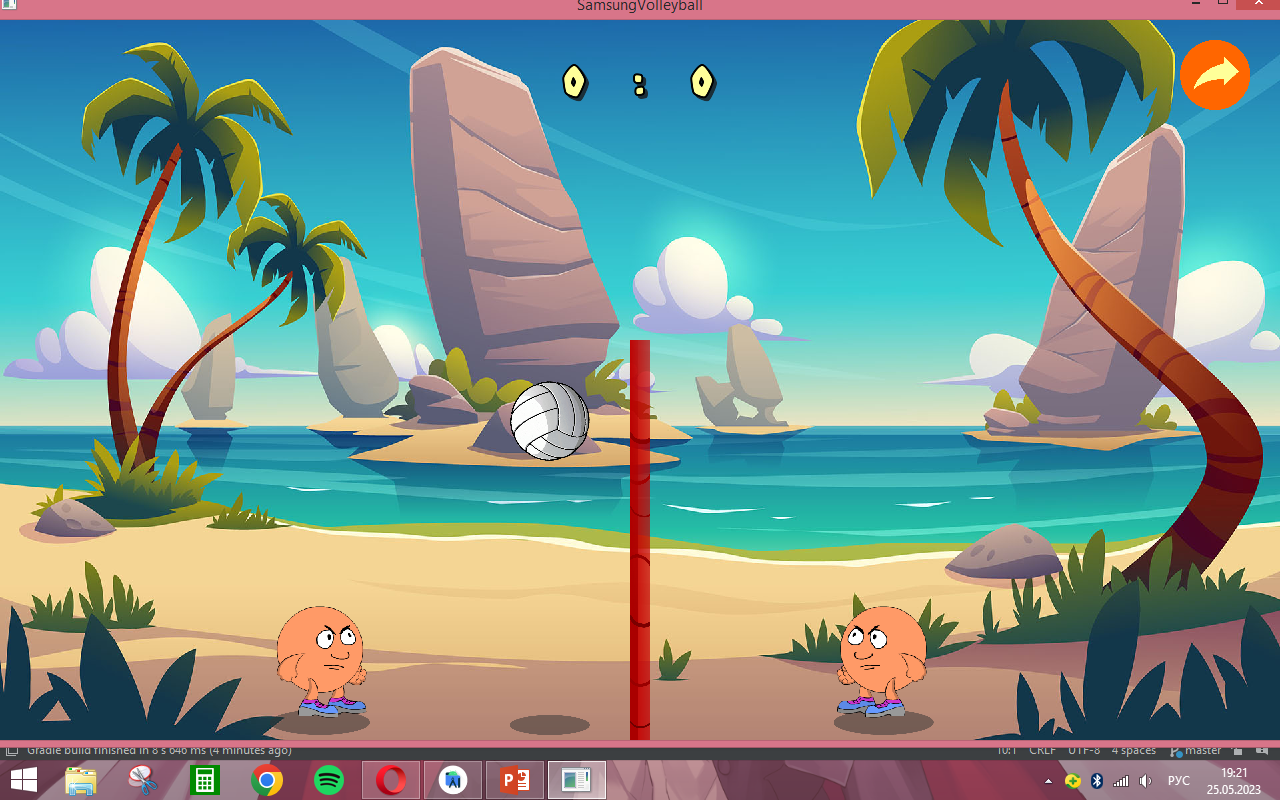 SamsungVolleyball
0 : 0
Gradle build finished in 8 s 646 ms (4 minutes ago) 10:1 CRLF UTF-8 4 spaces master
РУС
19:21
25.05.2023